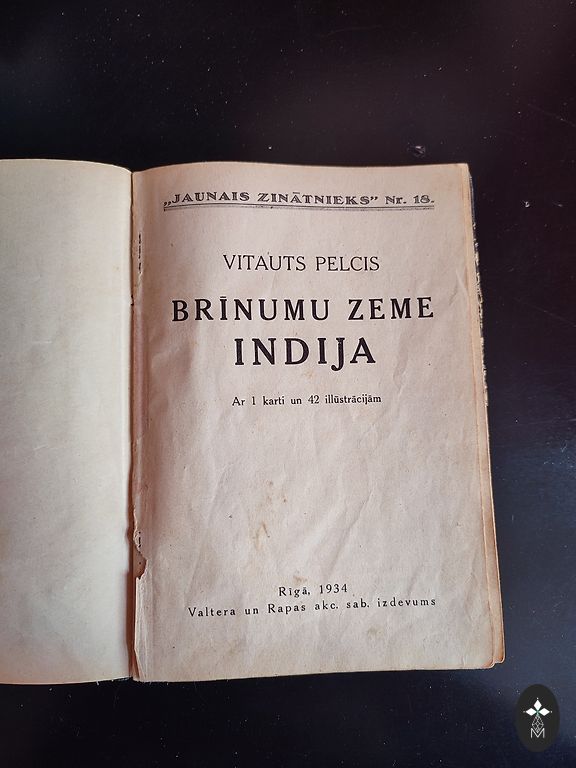 „JAUNAIS ZINĀTNIEKS” Nr. 18.
VITAUTS PELCIS
BRĪNUMU ZEME
INDIJA
Ar 1 karti un 42 illūstrācijām
Rīgā, 1934
Valtera un Rapas akc. sab. izdevums
M